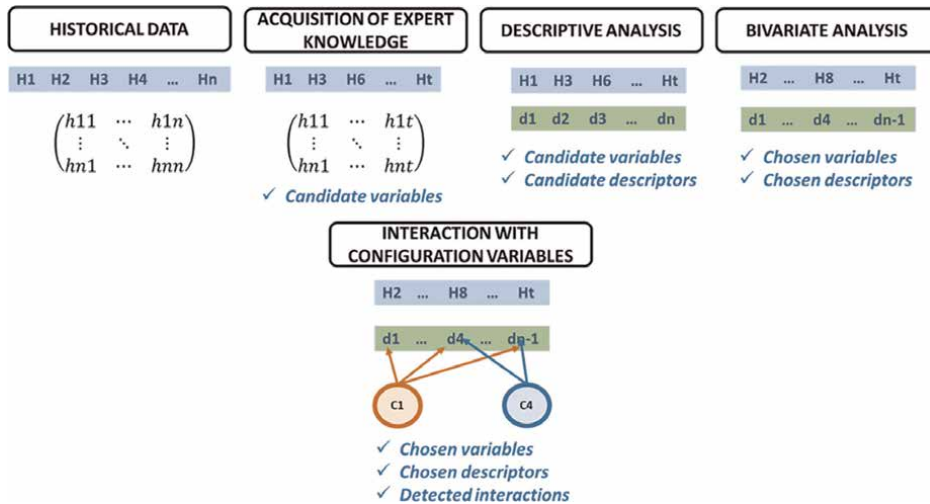 HISTORICAL DATA
H1 H2 H3 H4 ... Hn
h11 ⋯ h1n
⋮ ⋱ ⋮
hn1 ⋯ hnn
ACQUISITION OF EXPERT
KNOWLEDGE
H1 H3 H6 ... Ht
h11 ⋯ h1t
⋮ ⋱ ⋮
hn1 ⋯ hnt
✓ Candidate variables
DESCRIPTIVE ANALYSIS
H1 H3 H6 ... Ht
d1 d2 d3 ... dn
✓ Candidate variables
✓ Candidate descriptors
BIVARIATE ANALYSIS
H2 ... H8 ... Ht
d1 ... d4 ... dn-1
✓ Chosen variables
✓ Chosen descriptors
INTERACTION WITH
CONFIGURATION VARIABLES
H2 ... H8 ... Ht
d1 ... d4 ... dn-1
C1 C4
✓ Chosen variables
✓ Chosen descriptors
✓ Detected interactions